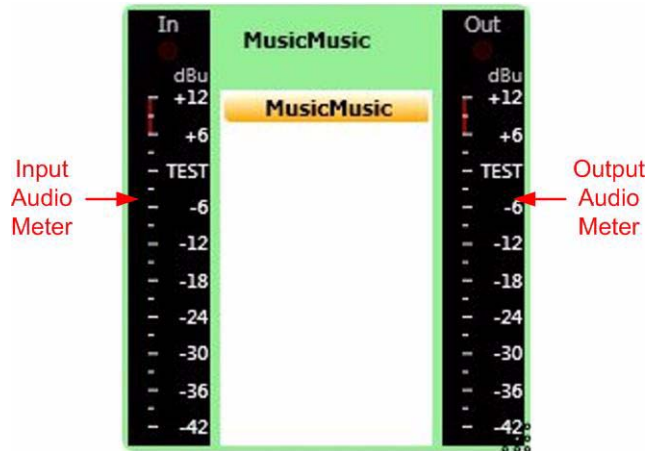 In
MusicMusic
Out
dBu
+12
+6
TEST
-6
-12
-18
-24
-30
-36
-42
MusicMusic
dBu
+12
+6
TEST
-6
-12
-18
-24
-30
-36
-42
Input
Audio
Meter
Output
Audio
Meter